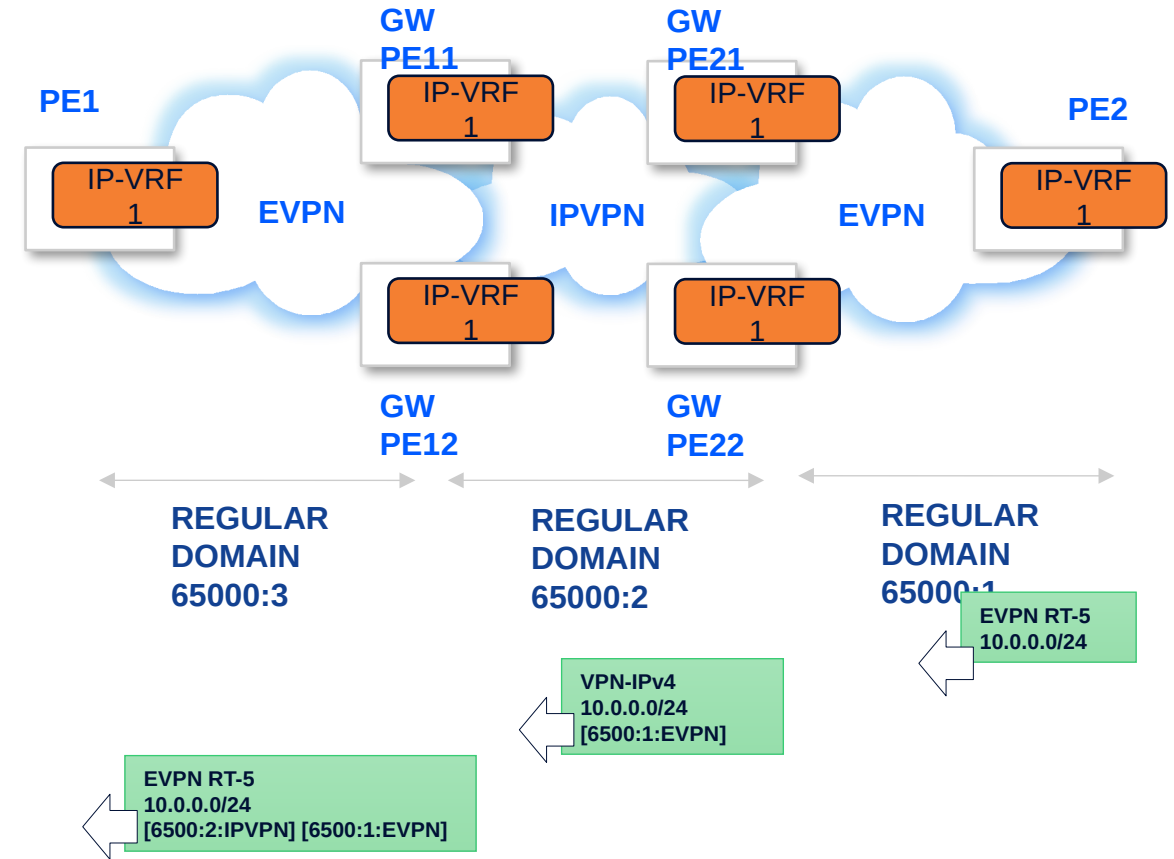 GW
PE11
GW
PE21
PE1
PE2
IP-VRF
1
IP-VRF
1
IP-VRF
1
IP-VRF
1
EVPN
IPVPN
EVPN
IP-VRF
1
IP-VRF
1
GW
PE12
GW
PE22
REGULAR
DOMAIN
65000:3
REGULAR
DOMAIN
65000:2
REGULAR
DOMAIN
65000:1
EVPN RT-5
10.0.0.0/24
VPN-IPv4
10.0.0.0/24
[6500:1:EVPN]
EVPN RT-5
10.0.0.0/24
[6500:2:IPVPN] [6500:1:EVPN]